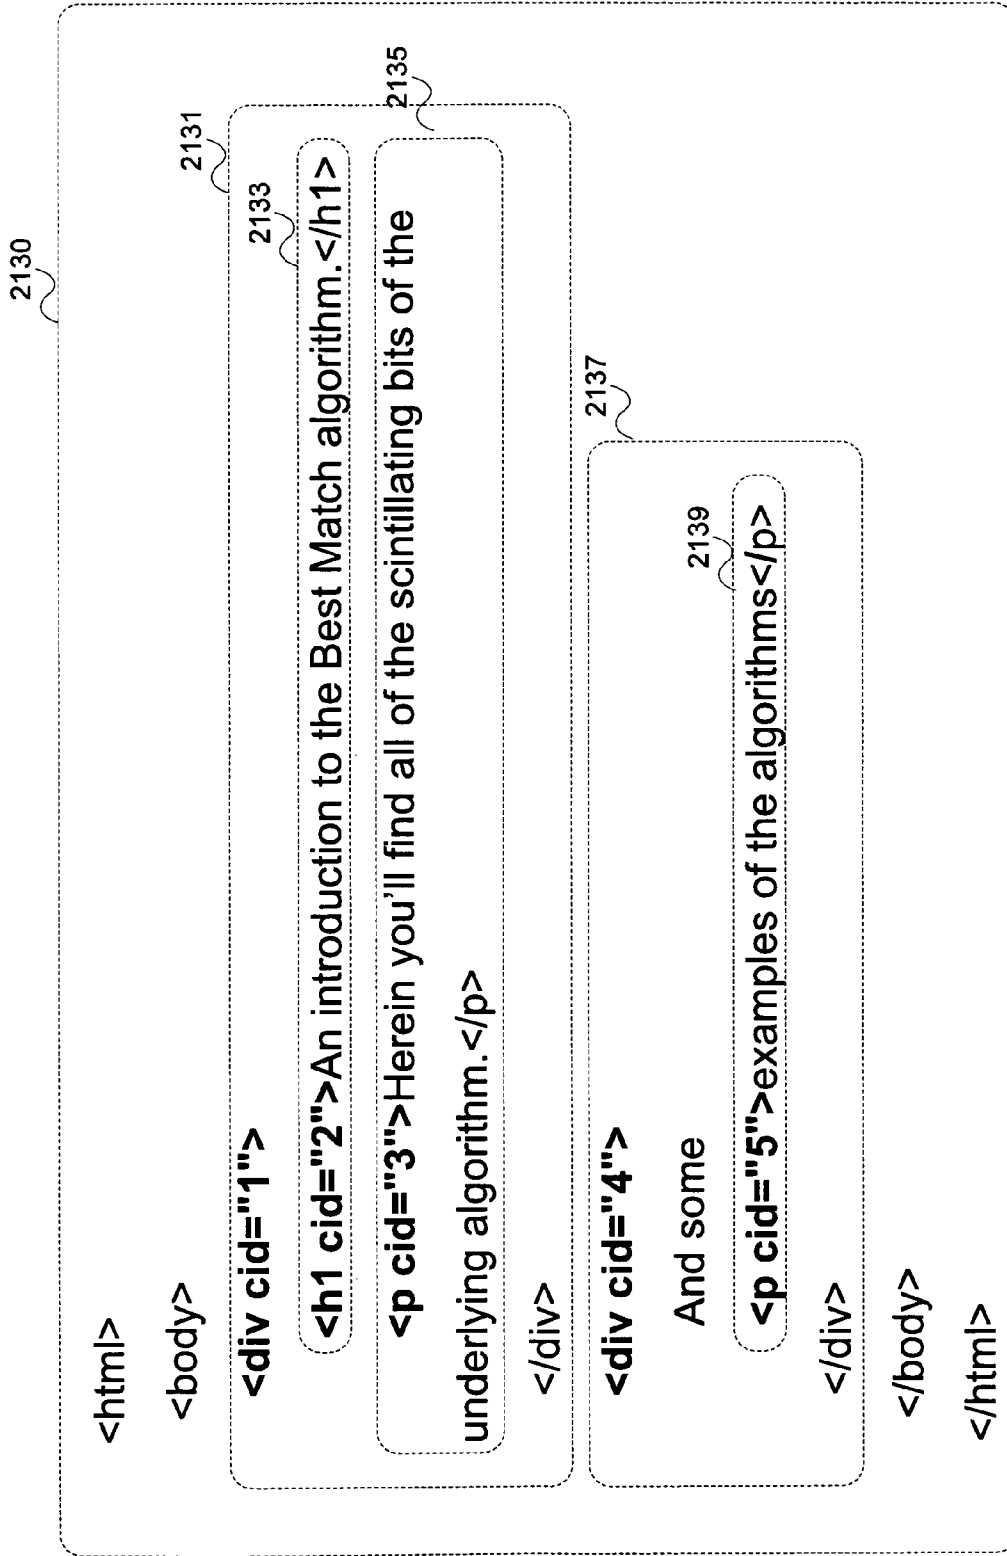 2130
<html>
<body>
2131
<div cid="1">
2133
<h1 cid="2">An introduction to the Best Match algorithm.</h1>
2135
<p cid="3">Herein you'll find all of the scintillating bits of the
underlying algorithm.</p>
</div>
2137
<div cid="4">
And some
2139
<p cid="5">examples of the algorithms</p>
</div>
</body>
</html>